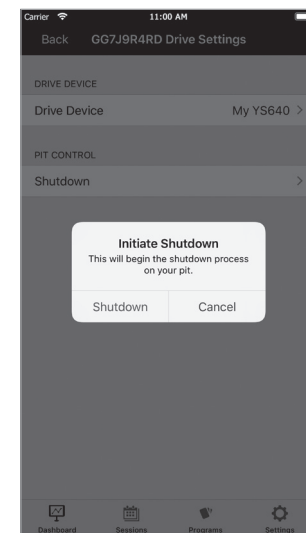 Carrier 11:00 AM
Back GG7J9R4RD Drive Settings
DRIVE DEVICE
Drive Device My YS640 >
PIT CONTROL
Shutdown >
Initiate Shutdown
This will begin the shutdown process
on your pit.
Shutdown Cancel
Dashboard Sessions Programs Settings